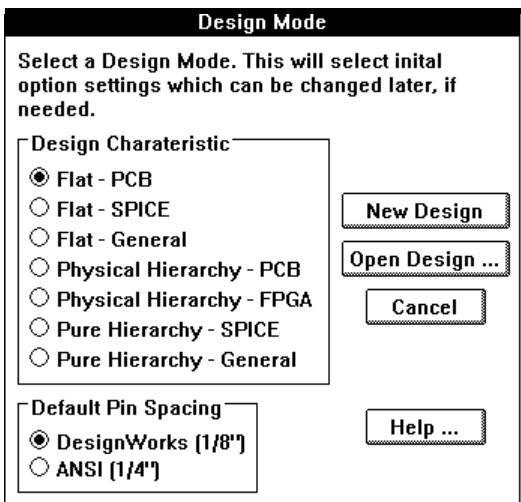 Design Mode
Select a Design Mode. This will select inital
option settings which can be changed later, if
needed.
Design Charateristic
Flat - PCB
Flat - SPICE
Flat - General
Physical Hierarchy - PCB
Physical Hierarchy - FPGA
Pure Hierarchy - SPICE
Pure Hierarchy - General
New Design
Open Design ...
Cancel
Default Pin Spacing
DesignWorks (1/8")
ANSI (1/4")
Help ...